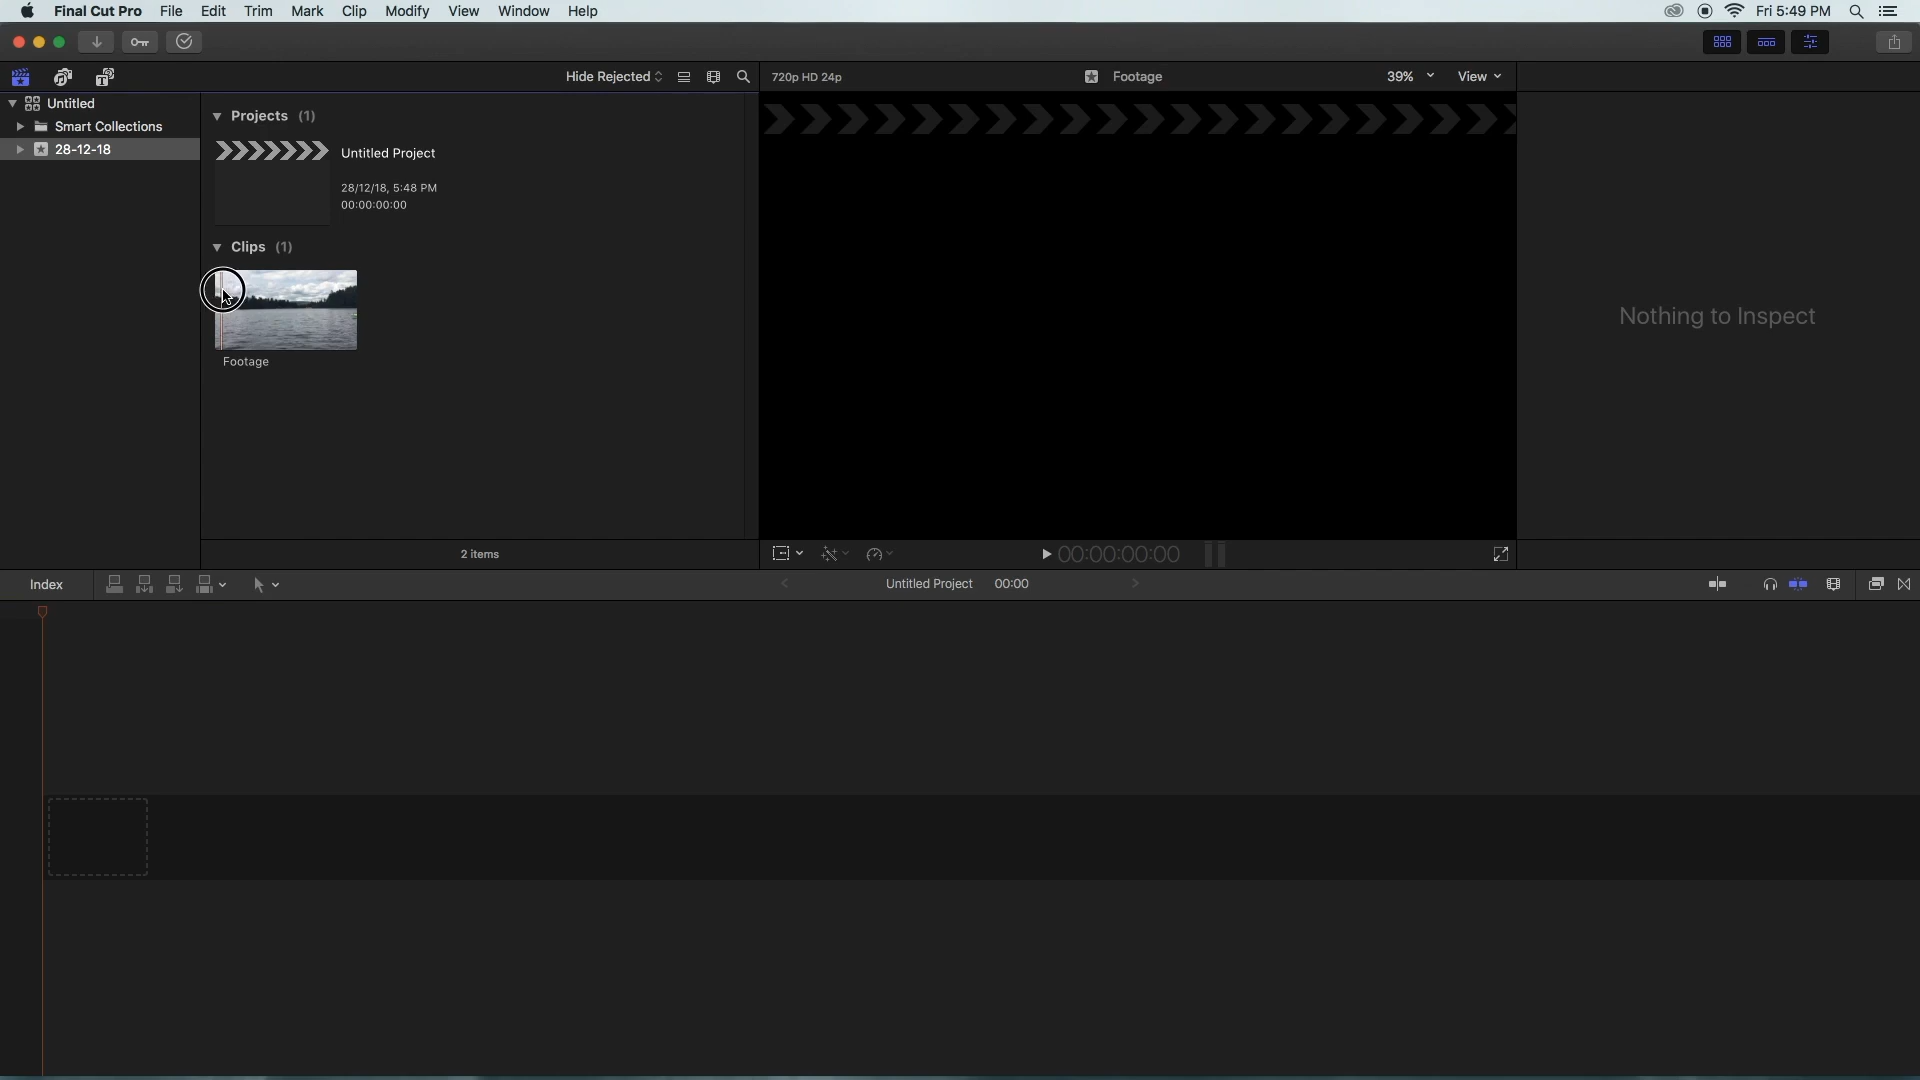 Final Cut Pro File Edit Trim Mark Clip Modify View Window Help Fri 5:49 PM
Hide Rejected 720p HD 24p Footage 39% View
Untitled
Smart Collections
28-12-18
Projects (1)
Untitled Project
28/12/18, 5:48 PM
00:00:00:00
Clips (1)
Footage
Nothing to Inspect
2 items 00:00:00:00
Index Untitled Project 00:00